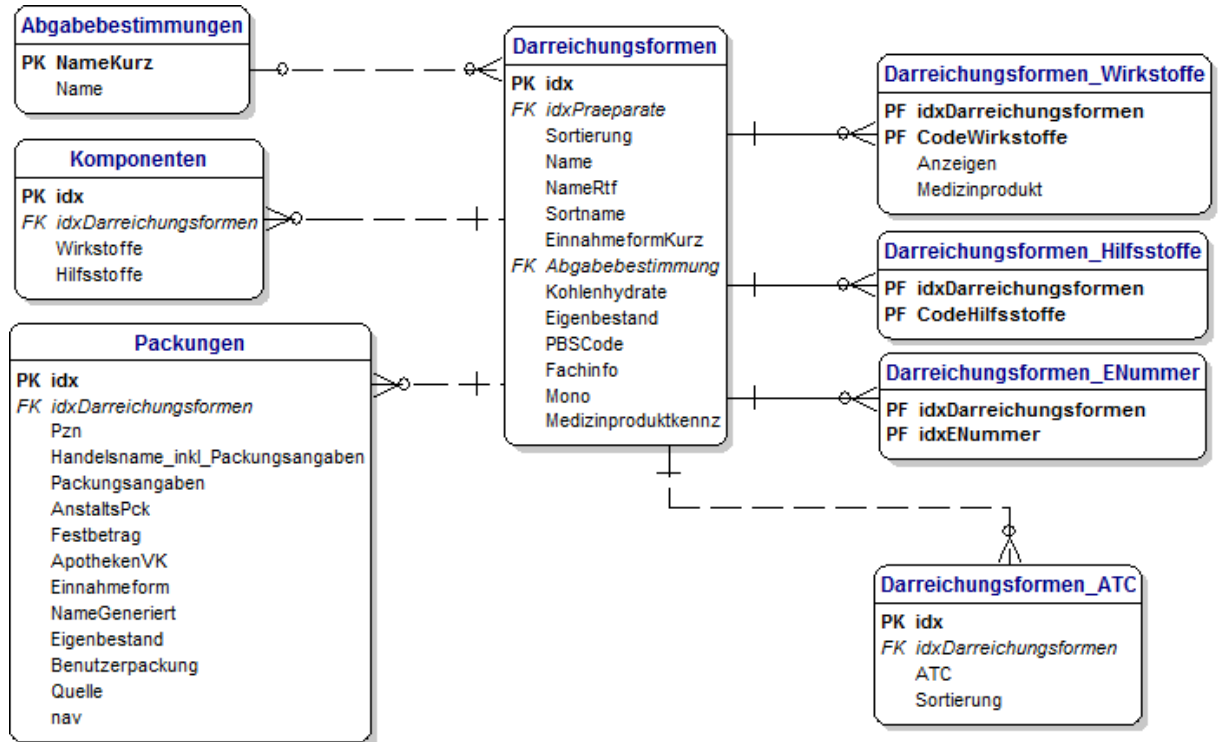 Abgabebestimmungen
PK NameKurz
Name
Komponenten
PK idx
FK idxDarreichungsformen
Wirkstoffe
Hilfsstoffe
Packungen
PK idx
FK idxDarreichungsformen
Pzn
Handelsname_inkl_Packungsangaben
Packungsangaben
AnstaltsPck
Festbetrag
ApothekenVK
Einnahmeform
NameGeneriert
Eigenbestand
Benutzerpackung
Quelle
nav
Darreichungsformen
PK idx
FK idxPraeparate
Sortierung
Name
NameRtf
Sortname
EinnahmeformKurz
FK Abgabebestimmung
Kohlenhydrate
Eigenbestand
PBSCode
Fachinfo
Mono
Medizinproduktkennz
Darreichungsformen_Wirkstoffe
PF idxDarreichungsformen
PF CodeWirkstoffe
Anzeigen
Medizinprodukt
Darreichungsformen_Hilfsstoffe
PF idxDarreichungsformen
PF CodeHilfsstoffe
Darreichungsformen_ENummer
PF idxDarreichungsformen
PF idxENummer
Darreichungsformen_ATC
PK idx
FK idxDarreichungsformen
ATC
Sortierung